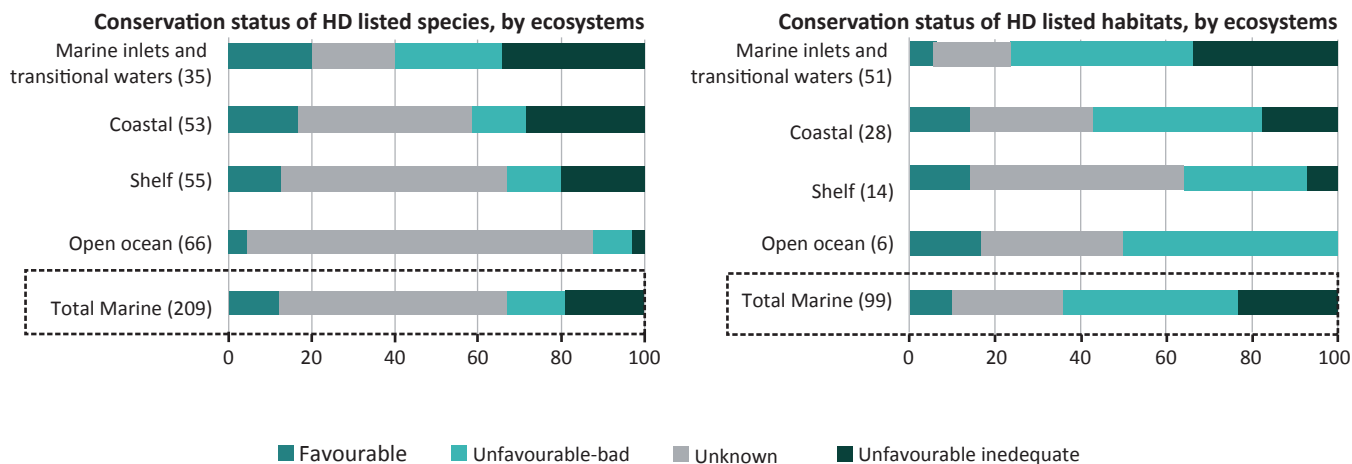 Conservation status of HD listed species, by ecosystems
Marine inlets and
transitional waters (35)
Coastal (53)
Shelf (55)
Open ocean (66)
Total Marine (209)
0 20 40 60 80 100
Conservation status of HD listed habitats, by ecosystems
Marine inlets and
transitional waters (51)
Coastal (28)
Shelf (14)
Open ocean (6)
Total Marine (99)
0 20 40 60 80 100
Favourable Unfavourable-bad Unknown Unfavourable inedequate